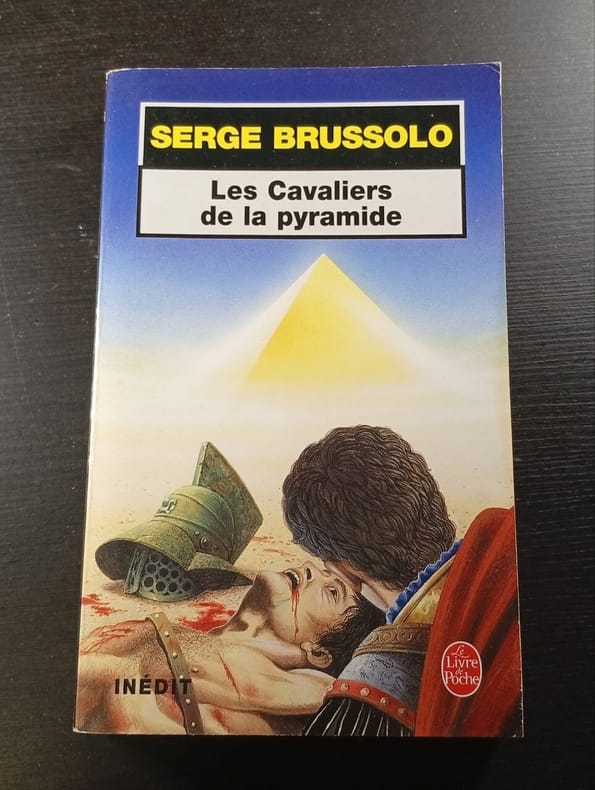 SERGE BRUSSOLO
Les Cavaliers
de la pyramide
INÉDIT
Le
Livre
de
Poche